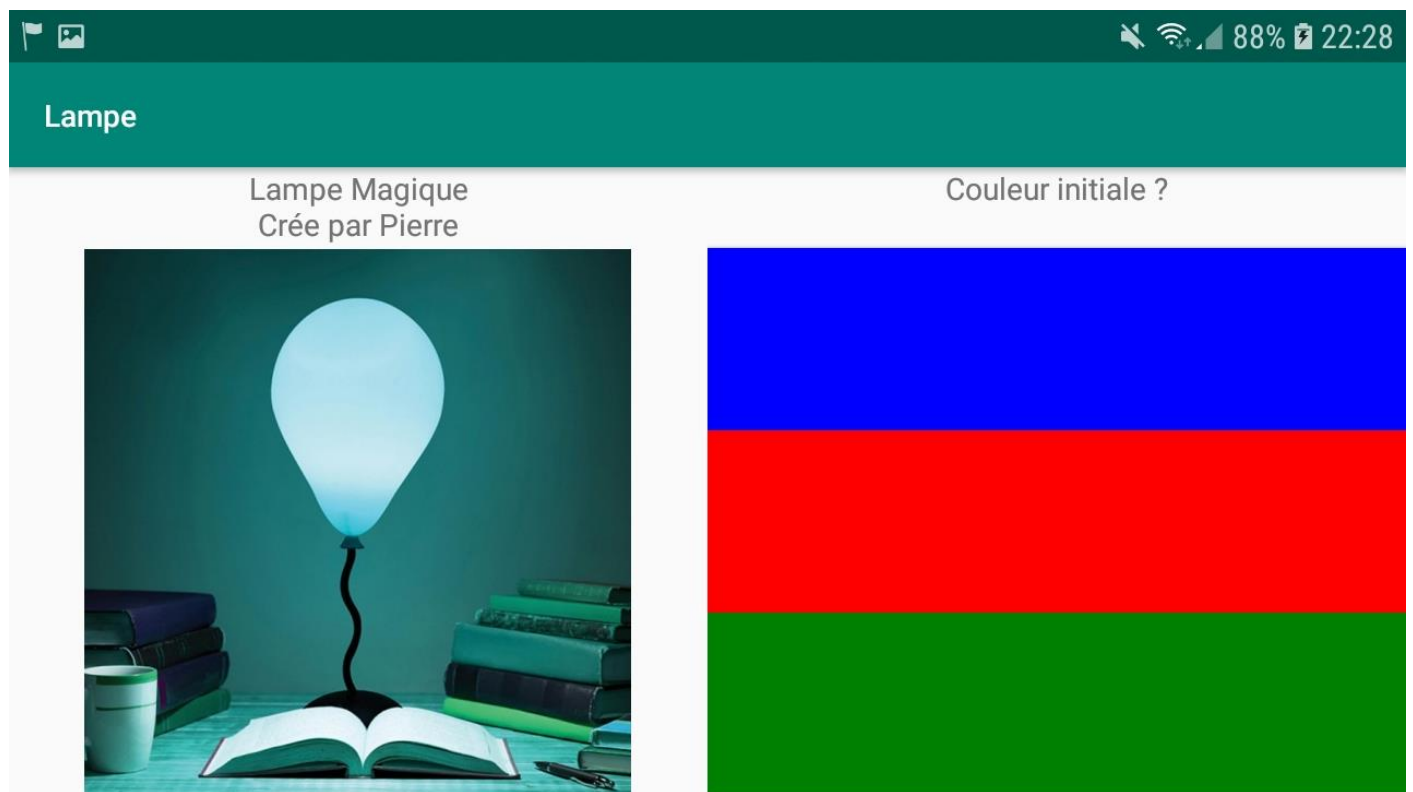 88% 22:28
Lampe
Lampe Magique
Crée par Pierre
Couleur initiale ?